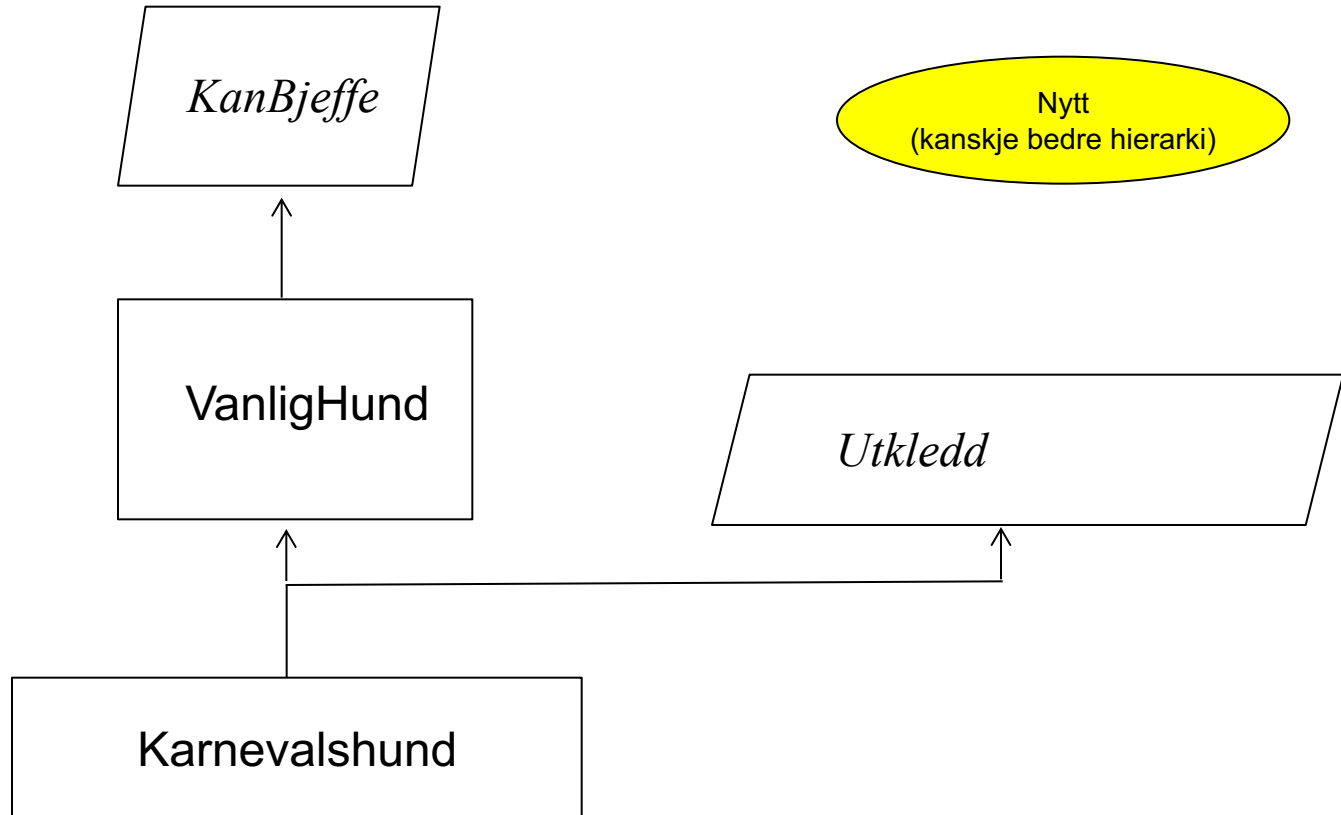 KanBjeffe
Nytt
(kanskje bedre hierarki)
VanligHund
Utkledd
Karnevalshund